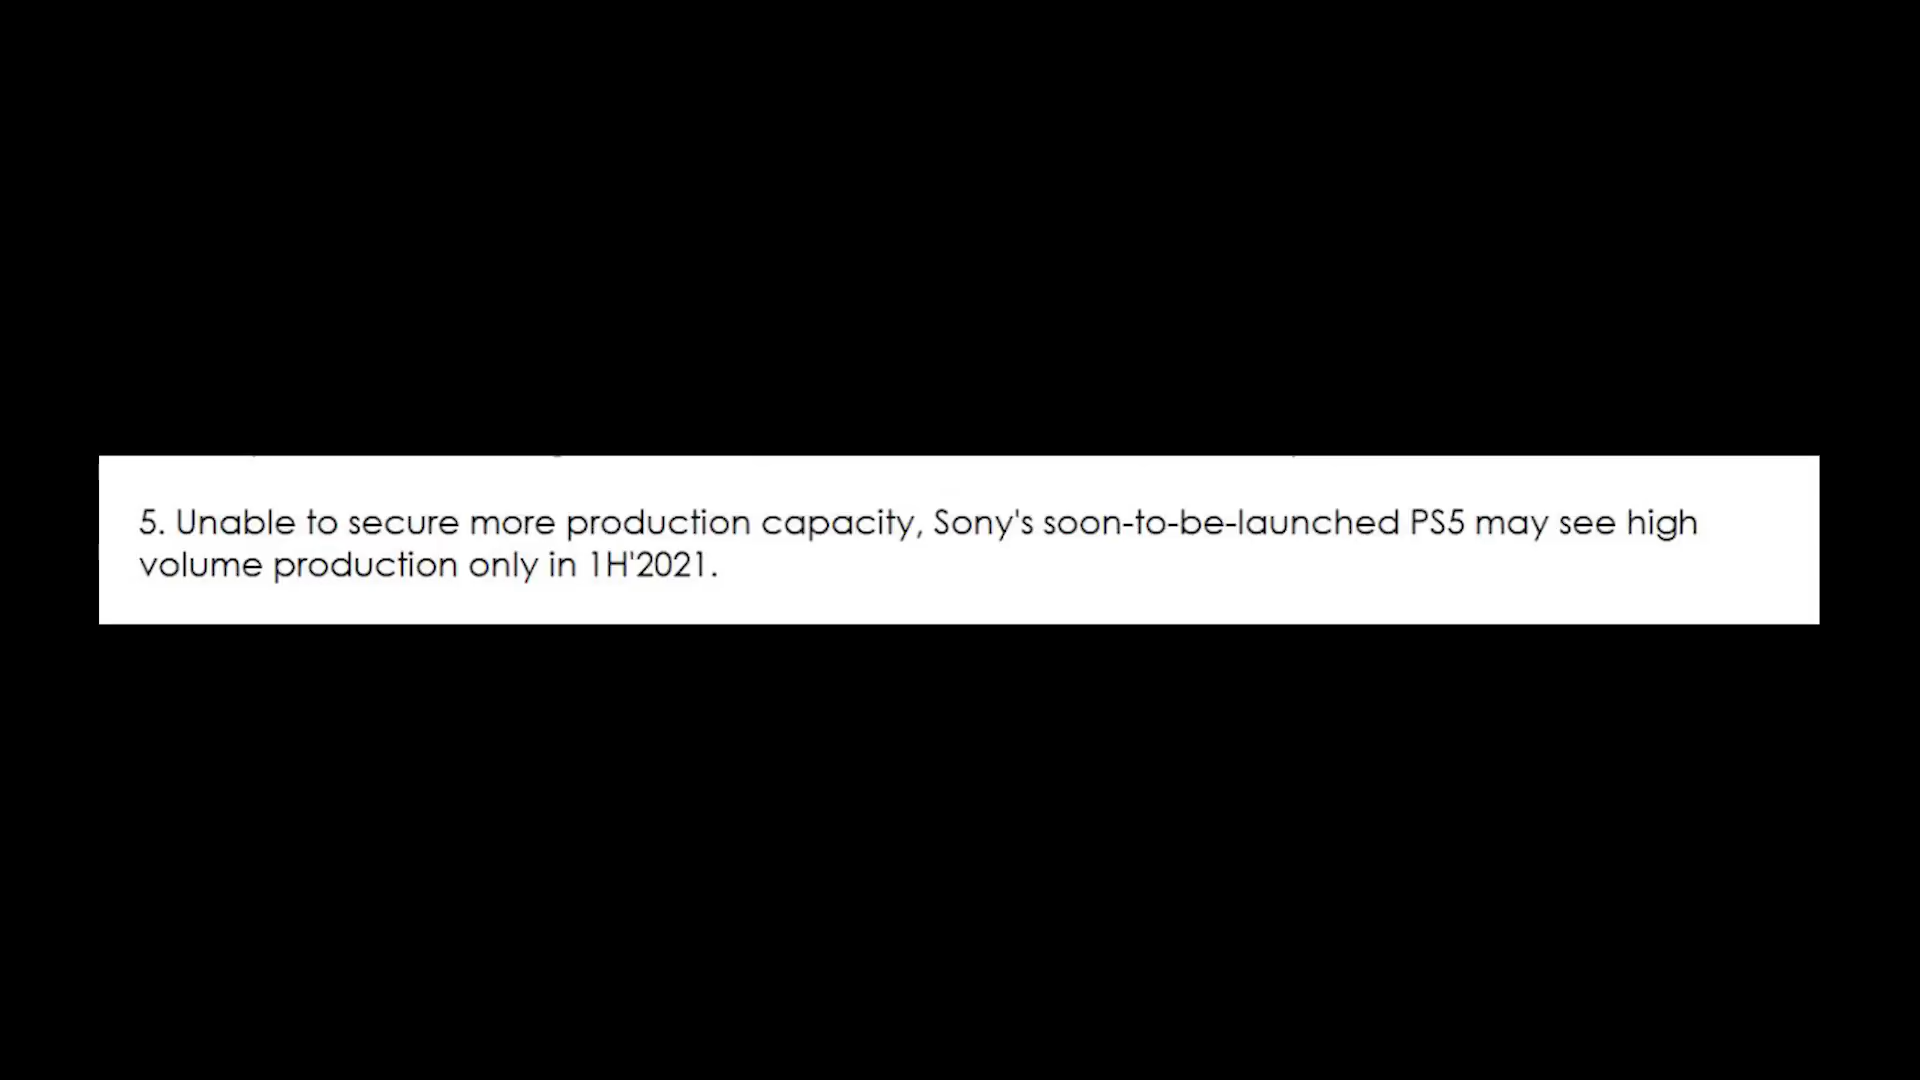 5. Unable to secure more production capacity, Sony's soon-to-be-launched PS5 may see high
volume production only in 1H'2021.